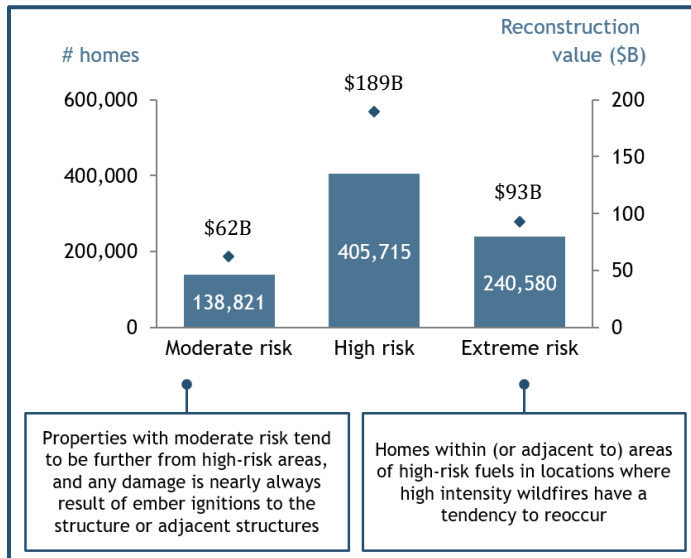 # homes
Reconstruction
value ($B)
600,000
400,000
200,000
0
200
150
100
50
0
$62B
$189B
$93B
138,821
405,715
240,580
Moderate risk
High risk
Extreme risk
Properties with moderate risk tend
to be further from high-risk areas,
and any damage is nearly always
result of ember ignitions to the
structure or adjacent structures
Homes within (or adjacent to) areas
of high-risk fuels in locations where
high intensity wildfires have a
tendency to reoccur